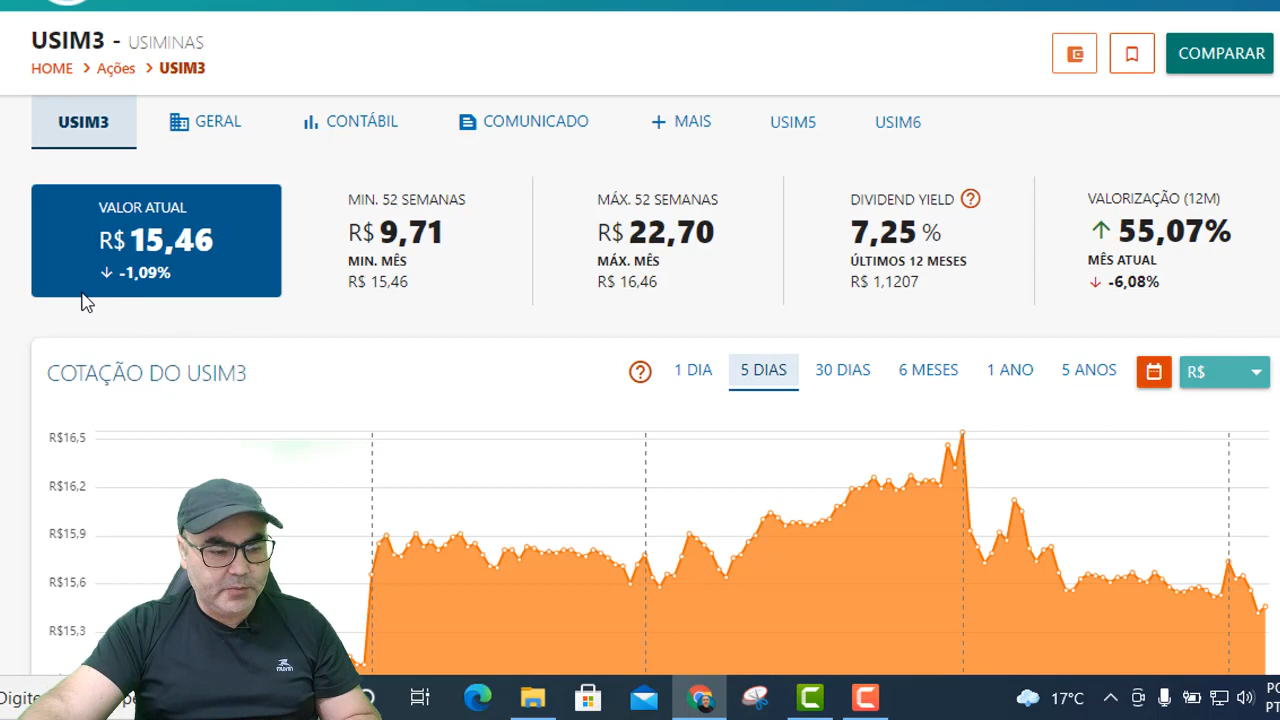 USIM3 - USIMINAS
HOME > Ações > USIM3
COMPARAR
USIM3
GERAL
CONTÁBIL
COMUNICADO
+ MAIS
USIM5
USIM6
VALOR ATUAL
R$ 15,46
↓ -1,09%
MIN. 52 SEMANAS
R$ 9,71
MIN. MÊS
R$ 15,46
MÁX. 52 SEMANAS
R$ 22,70
MÁX. MÊS
R$ 16,46
DIVIDEND YIELD ?
7,25 %
ÚLTIMOS 12 MESES
R$ 1,1207
VALORIZAÇÃO (12M)
↑ 55,07%
MÊS ATUAL
↓ -6,08%
COTAÇÃO DO USIM3
?
1 DIA
5 DIAS
30 DIAS
6 MESES
1 ANO
5 ANOS
R$
R$16,5
R$16,2
R$15,9
R$15,6
R$15,3
Digite
17°C